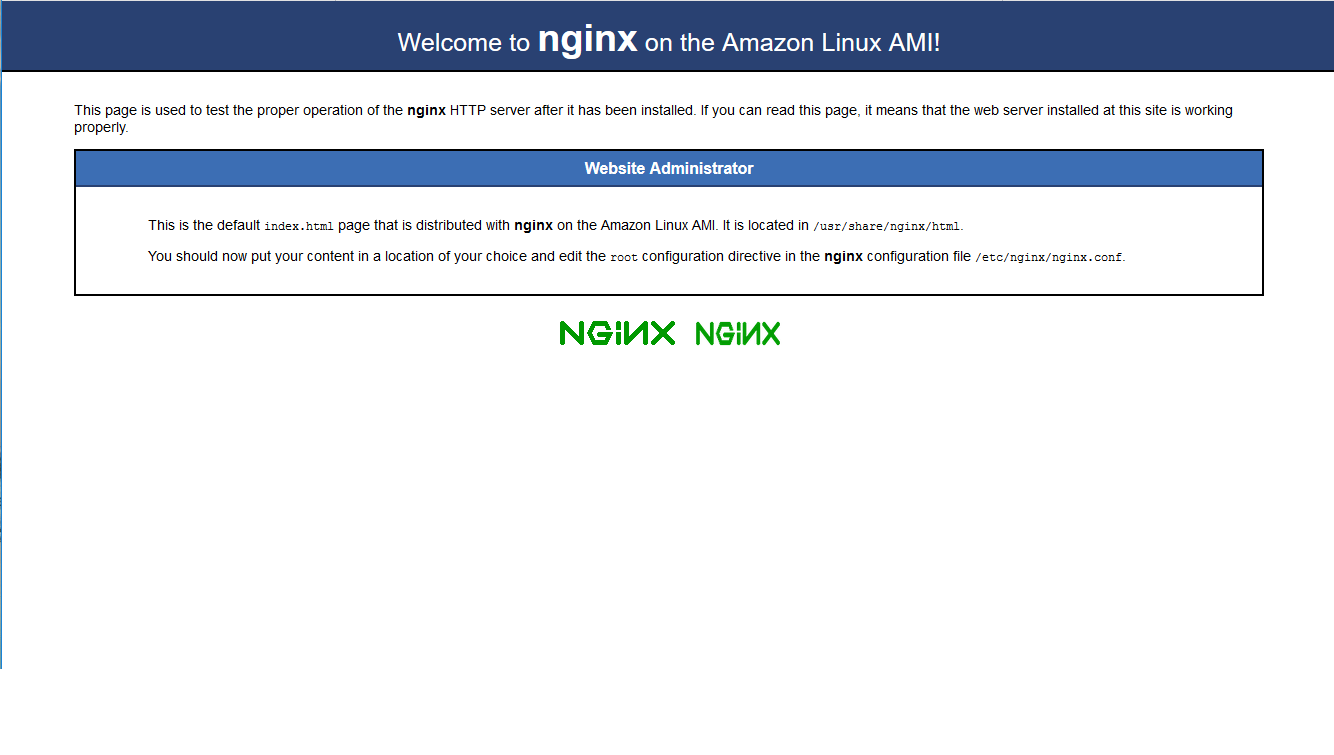 Welcome to nginx on the Amazon Linux AMI!
This page is used to test the proper operation of the nginx HTTP server after it has been installed. If you can read this page, it means that the web server installed at this site is working
properly.
Website Administrator
This is the default index.html page that is distributed with nginx on the Amazon Linux AMI. It is located in /usr/share/nginx/html.
You should now put your content in a location of your choice and edit the root configuration directive in the nginx configuration file /etc/nginx/nginx.conf.
NGINX NGINX